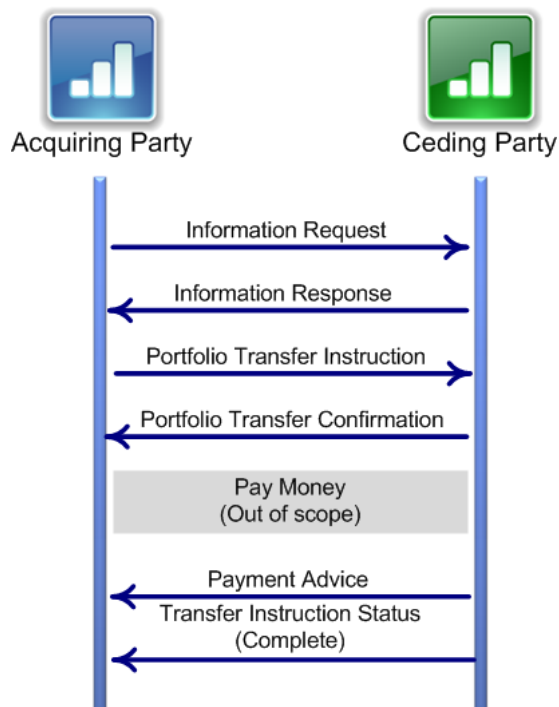 Acquiring Party
Ceding Party
Information Request
Information Response
Portfolio Transfer Instruction
Portfolio Transfer Confirmation
Pay Money
(Out of scope)
Payment Advice
Transfer Instruction Status
(Complete)